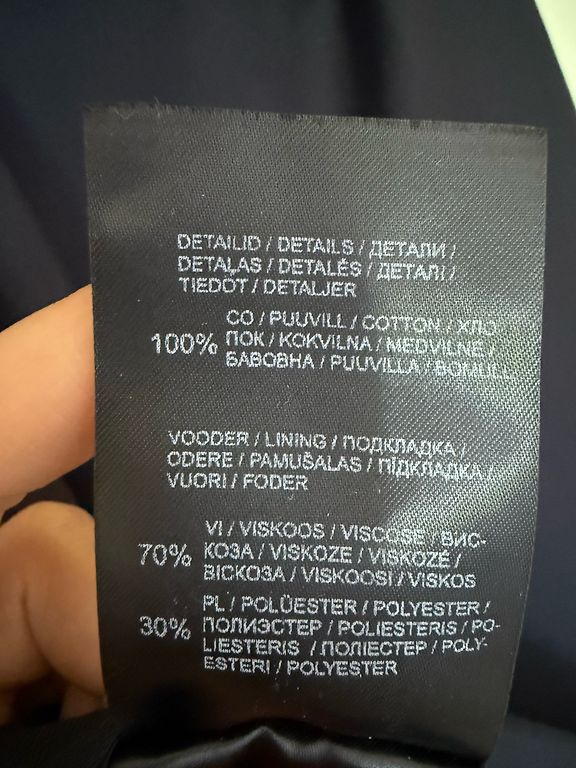 DETAILID / DETAILS / ДЕТАЛИ /
DETAĻAS / DETALĖS / ДЕТАЛІ /
TIEDOT / DETALJER
CO / PUUVILL / COTTON / ХЛО
100% ПОК / KOKVILNA / MEDVILNĖ /
БАВОВНА / PUUVILLA / BOMULL
VOODER / LINING / ПОДКЛАДКА /
ODERE / PAMUŠALAS / ПІДКЛАДКА /
VUORI / FODER
VI / VISKOOS / VISCOSE / ВИС-
70% КОЗА / VISKOZE / VISKOZĖ /
ВІСКОЗА / VISKOOSI / VISKOS
PL / POLÜESTER / POLYESTER /
30% ПОЛИЭСТЕР / POLIESTERIS / PO-
LIESTERIS / ПОЛІЕСТЕР / POLY-
ESTERI / POLYESTER